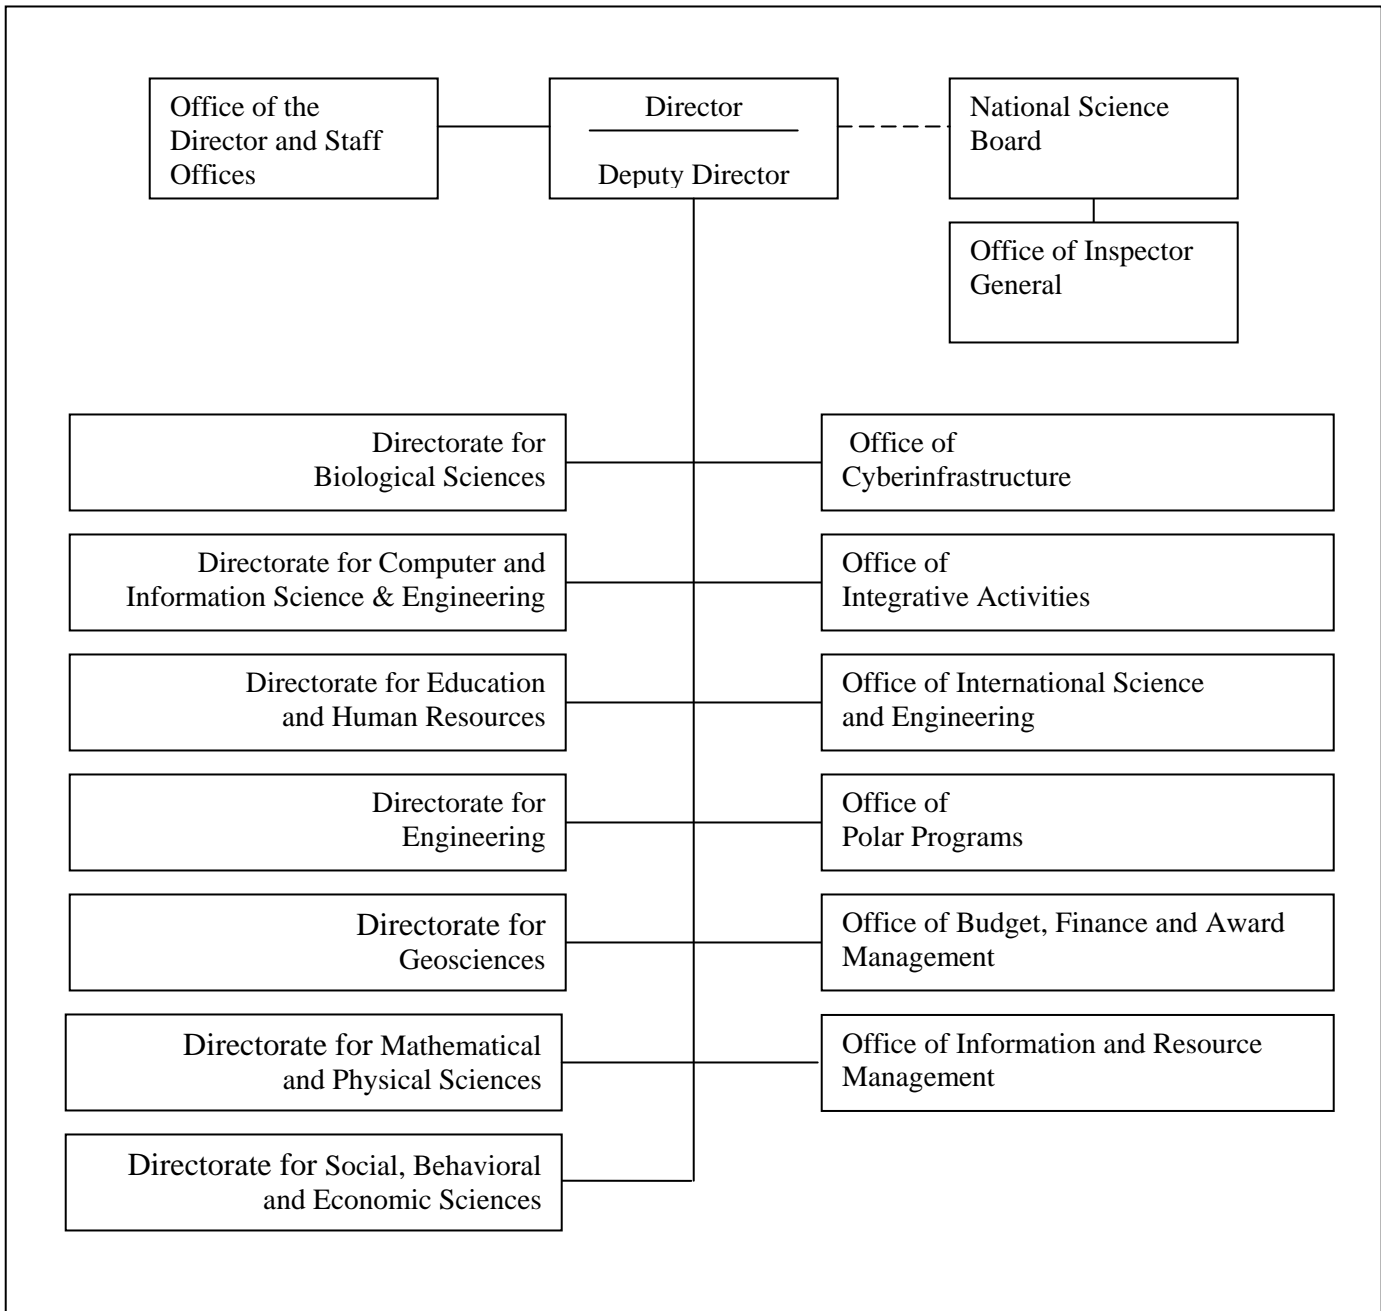 Office of the
Director and Staff
Offices
Director
Deputy Director
National Science
Board
Office of Inspector
General
Directorate for
Biological Sciences
Office of
Cyberinfrastructure
Directorate for Computer and
Information Science & Engineering
Office of
Integrative Activities
Directorate for Education
and Human Resources
Office of International Science
and Engineering
Directorate for
Engineering
Office of
Polar Programs
Directorate for
Geosciences
Office of Budget, Finance and Award
Management
Directorate for Mathematical
and Physical Sciences
Office of Information and Resource
Management
Directorate for Social, Behavioral
and Economic Sciences